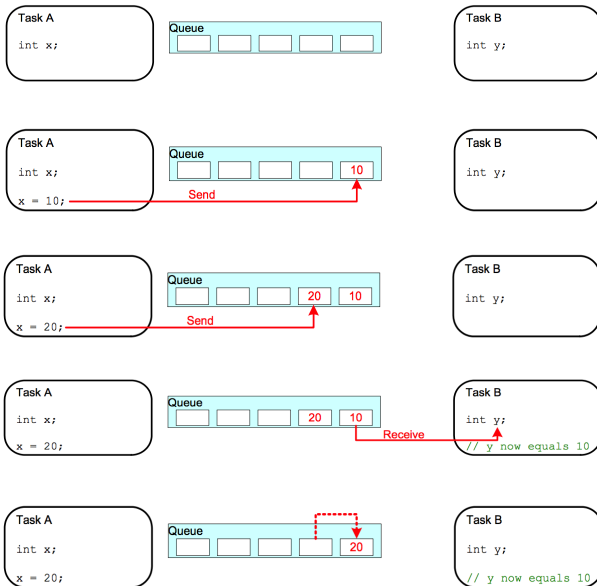 Task A
Queue
Task B
int x;
int y;
Task A
Queue
Task B
int x;
10
int y;
x = 10;
Send
Task A
Queue
Task B
int x;
20 10
int y;
x = 20;
Send
Task A
Queue
Task B
int x;
20 10
int y;
x = 20;
Receive
// y now equals 10
Task A
Queue
Task B
int x;
20
int y;
x = 20;
// y now equals 10